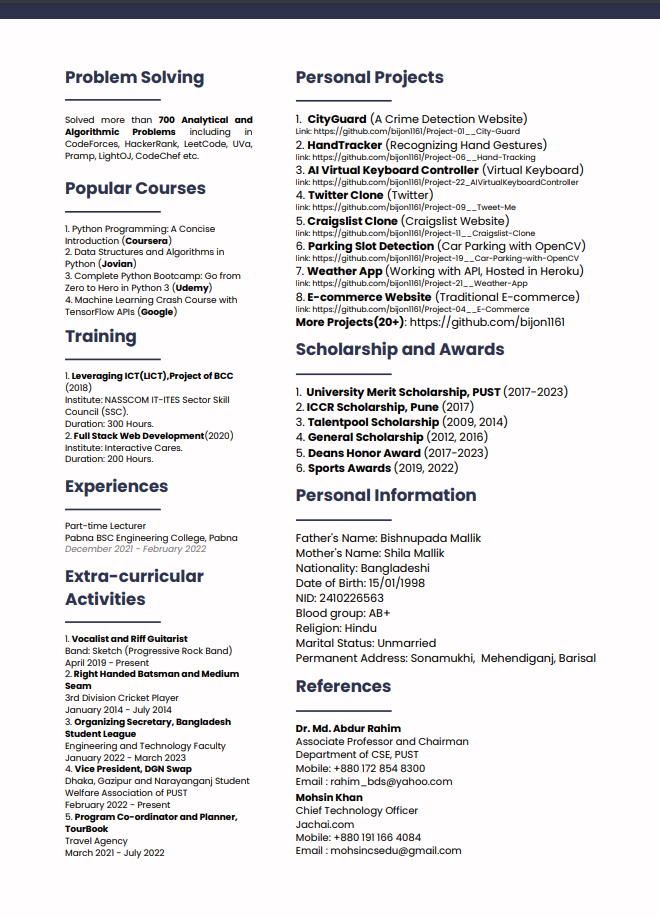 Problem Solving
Solved more than 700 Analytical and
Algorithmic Problems including in
CodeForces, HackerRank, LeetCode, UVa,
Pramp, LightOJ, CodeChef etc.
Popular Courses
1. Python Programming: A Concise
Introduction (Coursera)
2. Data Structures and Algorithms in
Python (Jovian)
3. Complete Python Bootcamp: Go from
Zero to Hero in Python 3 (Udemy)
4. Machine Learning Crash Course with
TensorFlow APIs (Google)
Training
1. Leveraging ICT(LICT),Project of BCC
(2018)
Institute: NASSCOM IT-ITES Sector Skill
Council (SSC).
Duration: 300 Hours.
2. Full Stack Web Development(2020)
Institute: Interactive Cares.
Duration: 200 Hours.
Experiences
Part-time Lecturer
Pabna BSC Engineering College, Pabna
December 2021 - February 2022
Extra-curricular
Activities
1. Vocalist and Riff Guitarist
Band: Sketch (Progressive Rock Band)
April 2019 - Present
2. Right Handed Batsman and Medium
Seam
3rd Division Cricket Player
January 2014 - July 2014
3. Organizing Secretary, Bangladesh
Student League
Engineering and Technology Faculty
January 2022 - March 2023
4. Vice President, DGN Swap
Dhaka, Gazipur and Narayanganj Student
Welfare Association of PUST
February 2022 - Present
5. Program Co-ordinator and Planner,
TourBook
Travel Agency
March 2021 - July 2022
Personal Projects
1. CityGuard (A Crime Detection Website)
Link: https://github.com/bijon1161/Project-01__City-Guard
2. HandTracker (Recognizing Hand Gestures)
link: https://github.com/bijon1161/Project-06__Hand-Tracking
3. AI Virtual Keyboard Controller (Virtual Keyboard)
link: https://github.com/bijon1161/Project-22_AIVirtualKeyboardController
4. Twitter Clone (Twitter)
link: https://github.com/bijon1161/Project-09__Tweet-Me
5. Craigslist Clone (Craigslist Website)
link: https://github.com/bijon1161/Project-11__Craigslist-Clone
6. Parking Slot Detection (Car Parking with OpenCV)
link: https://github.com/bijon1161/Project-19__Car-Parking-with-OpenCV
7. Weather App (Working with API, Hosted in Heroku)
link: https://github.com/bijon1161/Project-21__Weather-App
8. E-commerce Website (Traditional E-commerce)
link: https://github.com/bijon1161/Project-04__E-Commerce
More Projects(20+): https://github.com/bijon1161
Scholarship and Awards
1. University Merit Scholarship, PUST (2017-2023)
2. ICCR Scholarship, Pune (2017)
3. Talentpool Scholarship (2009, 2014)
4. General Scholarship (2012, 2016)
5. Deans Honor Award (2017-2023)
6. Sports Awards (2019, 2022)
Personal Information
Father's Name: Bishnupada Mallik
Mother's Name: Shila Mallik
Nationality: Bangladeshi
Date of Birth: 15/01/1998
NID: 2410226563
Blood group: AB+
Religion: Hindu
Marital Status: Unmarried
Permanent Address: Sonamukhi, Mehendiganj, Barisal
References
Dr. Md. Abdur Rahim
Associate Professor and Chairman
Department of CSE, PUST
Mobile: +880 172 854 8300
Email : rahim_bds@yahoo.com
Mohsin Khan
Chief Technology Officer
Jachai.com
Mobile: +880 191 166 4084
Email : mohsincsedu@gmail.com